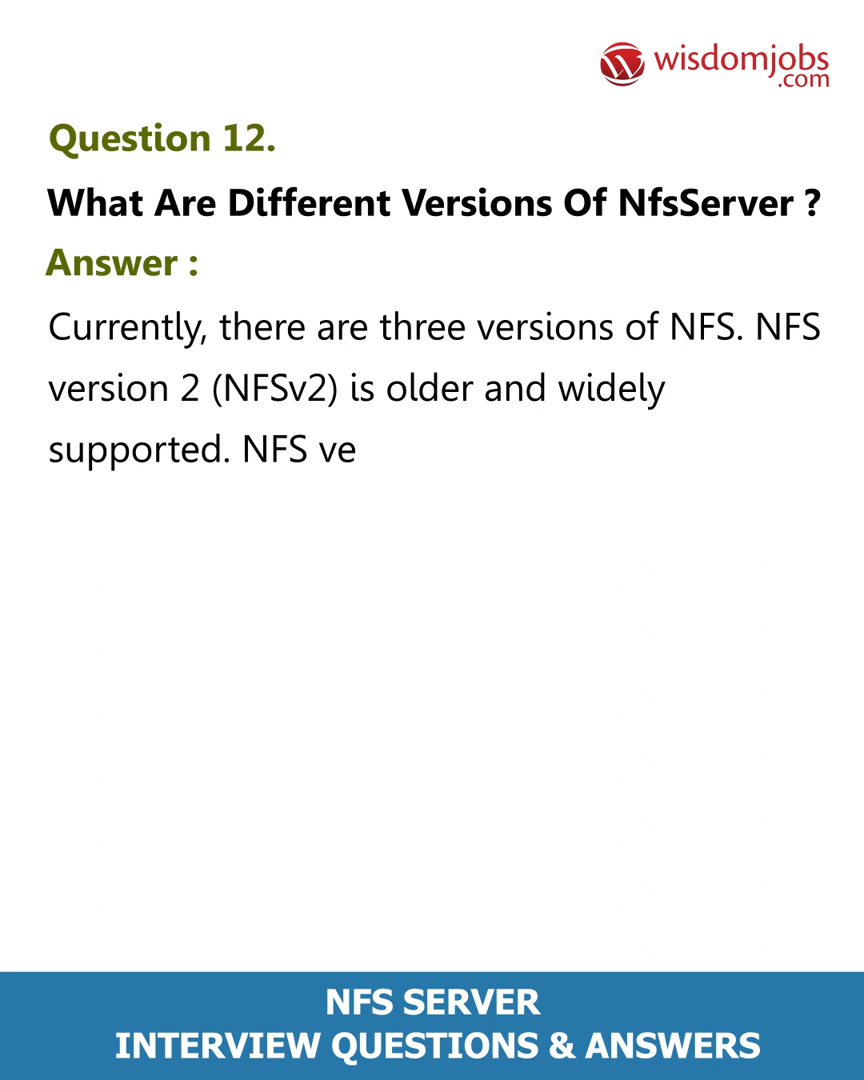 wisdomjobs
.com
Question 12.
What Are Different Versions Of NfsServer ?
Answer :
Currently, there are three versions of NFS. NFS
version 2 (NFSv2) is older and widely
supported. NFS ve
NFS SERVER
INTERVIEW QUESTIONS & ANSWERS